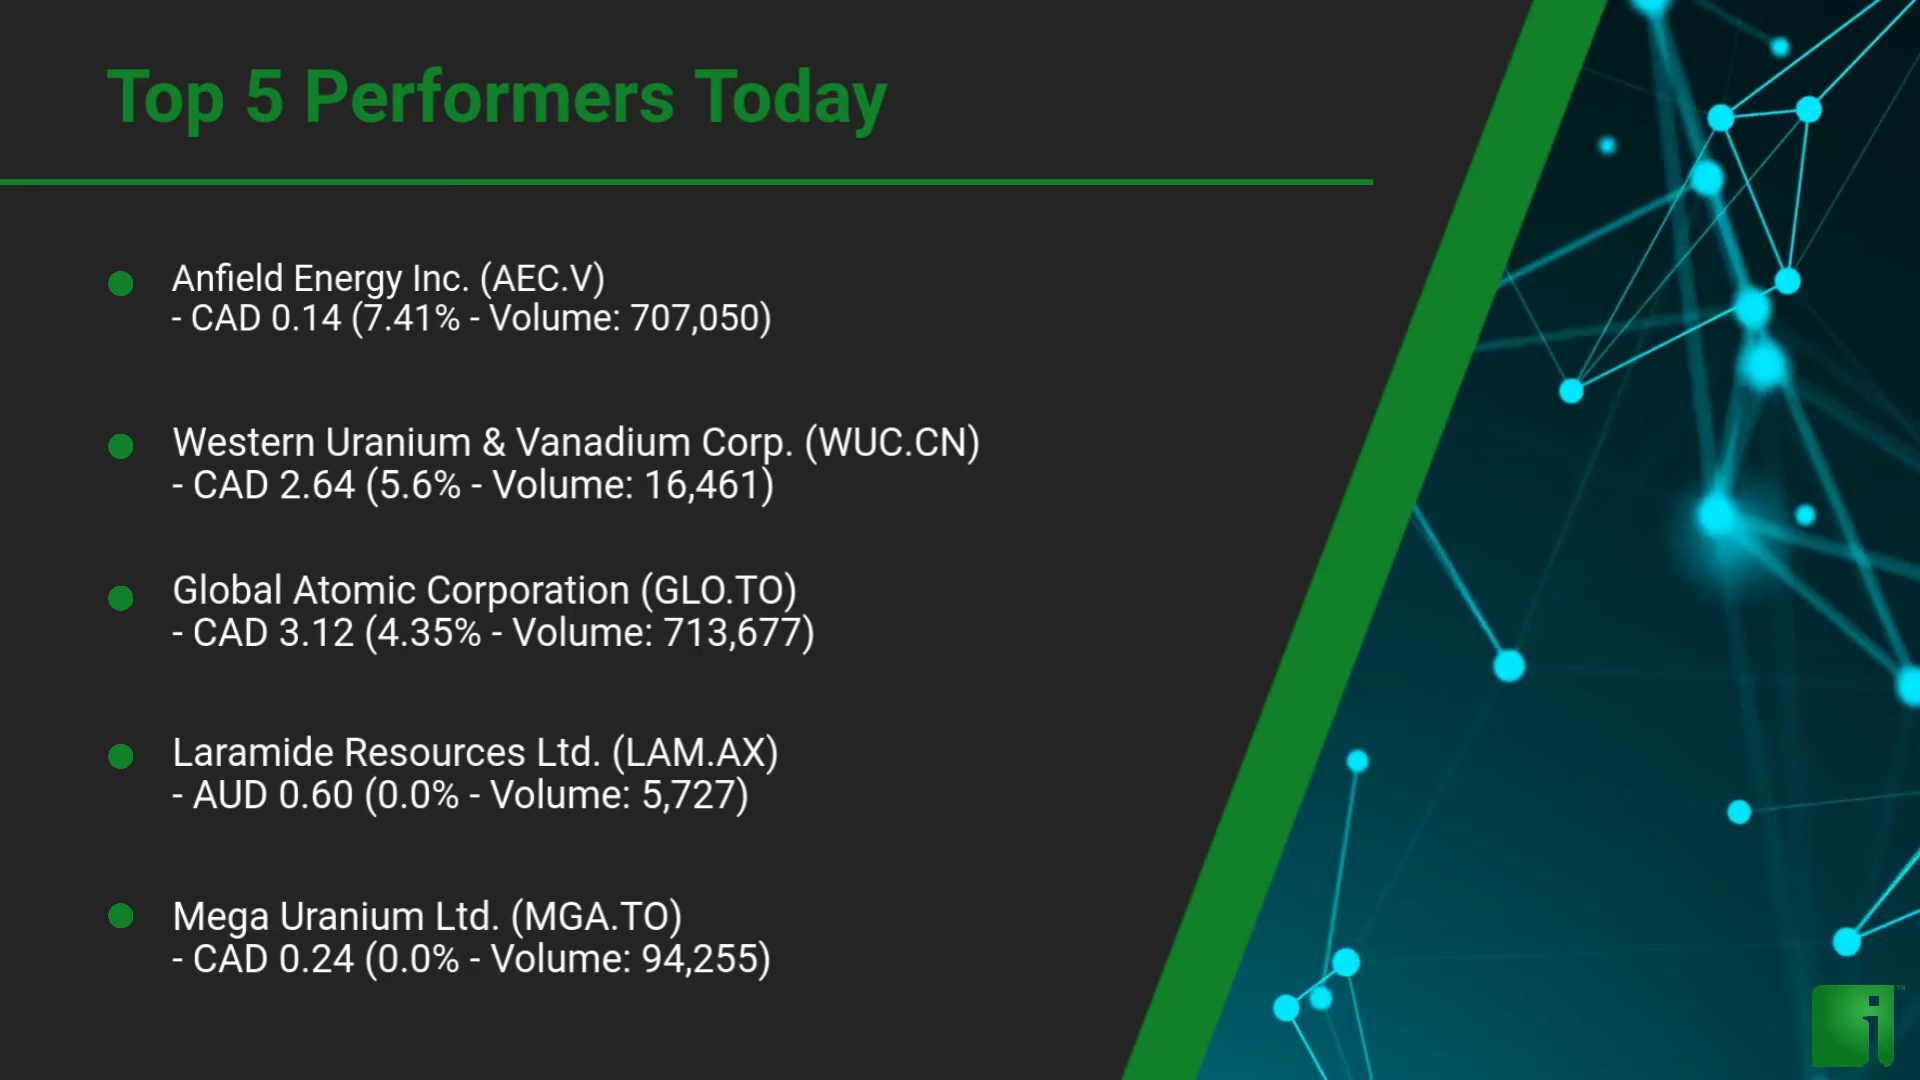 Top 5 Performers Today
Anfield Energy Inc. (AEC.V)
- CAD 0.14 (7.41% - Volume: 707,050)
Western Uranium & Vanadium Corp. (WUC.CN)
- CAD 2.64 (5.6% - Volume: 16,461)
Global Atomic Corporation (GLO.TO)
- CAD 3.12 (4.35% - Volume: 713,677)
Laramide Resources Ltd. (LAM.AX)
- AUD 0.60 (0.0% - Volume: 5,727)
Mega Uranium Ltd. (MGA.TO)
- CAD 0.24 (0.0% - Volume: 94,255)
i
TM